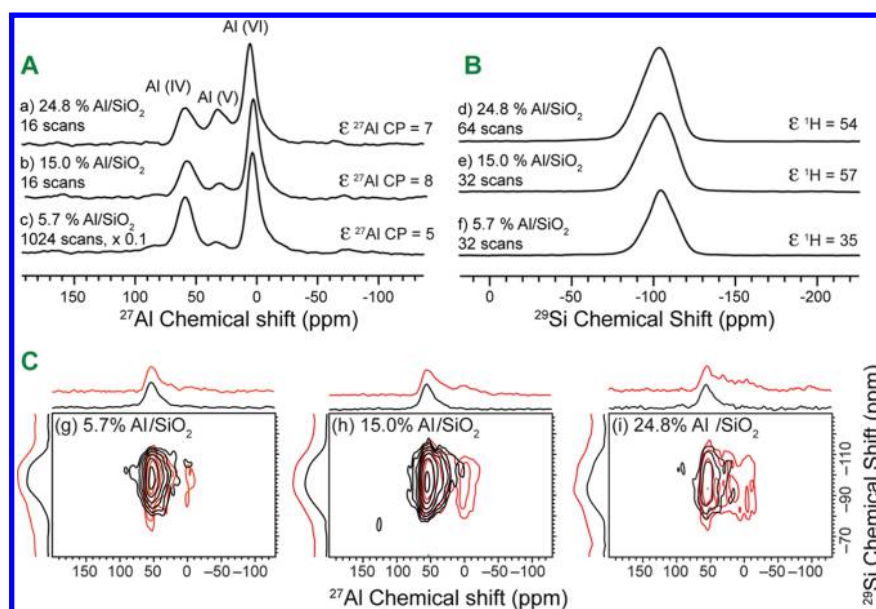 A
Al (IV)
Al (V)
Al (VI)
a) 24.8 % Al/SiO₂
16 scans
ε ²⁷Al CP = 7
b) 15.0 % Al/SiO₂
16 scans
ε ²⁷Al CP = 8
c) 5.7 % Al/SiO₂
1024 scans, x 0.1
ε ²⁷Al CP = 5
150 100 50 0 -50 -100
²⁷Al Chemical shift (ppm)
B
d) 24.8 % Al/SiO₂
64 scans
ε ¹H = 54
e) 15.0 % Al/SiO₂
32 scans
ε ¹H = 57
f) 5.7 % Al/SiO₂
32 scans
ε ¹H = 35
0 -50 -100 -150 -200
²⁹Si Chemical Shift (ppm)
C
(g) 5.7% Al/SiO₂
150 100 50 0 −50 −100
(h) 15.0% Al/SiO₂
150 100 50 0 −50 −100
(i) 24.8% Al /SiO₂
150 100 50 0 −50 −100
−110
−90
−70
²⁹Si Chemical Shift (ppm)
²⁷Al Chemical shift (ppm)